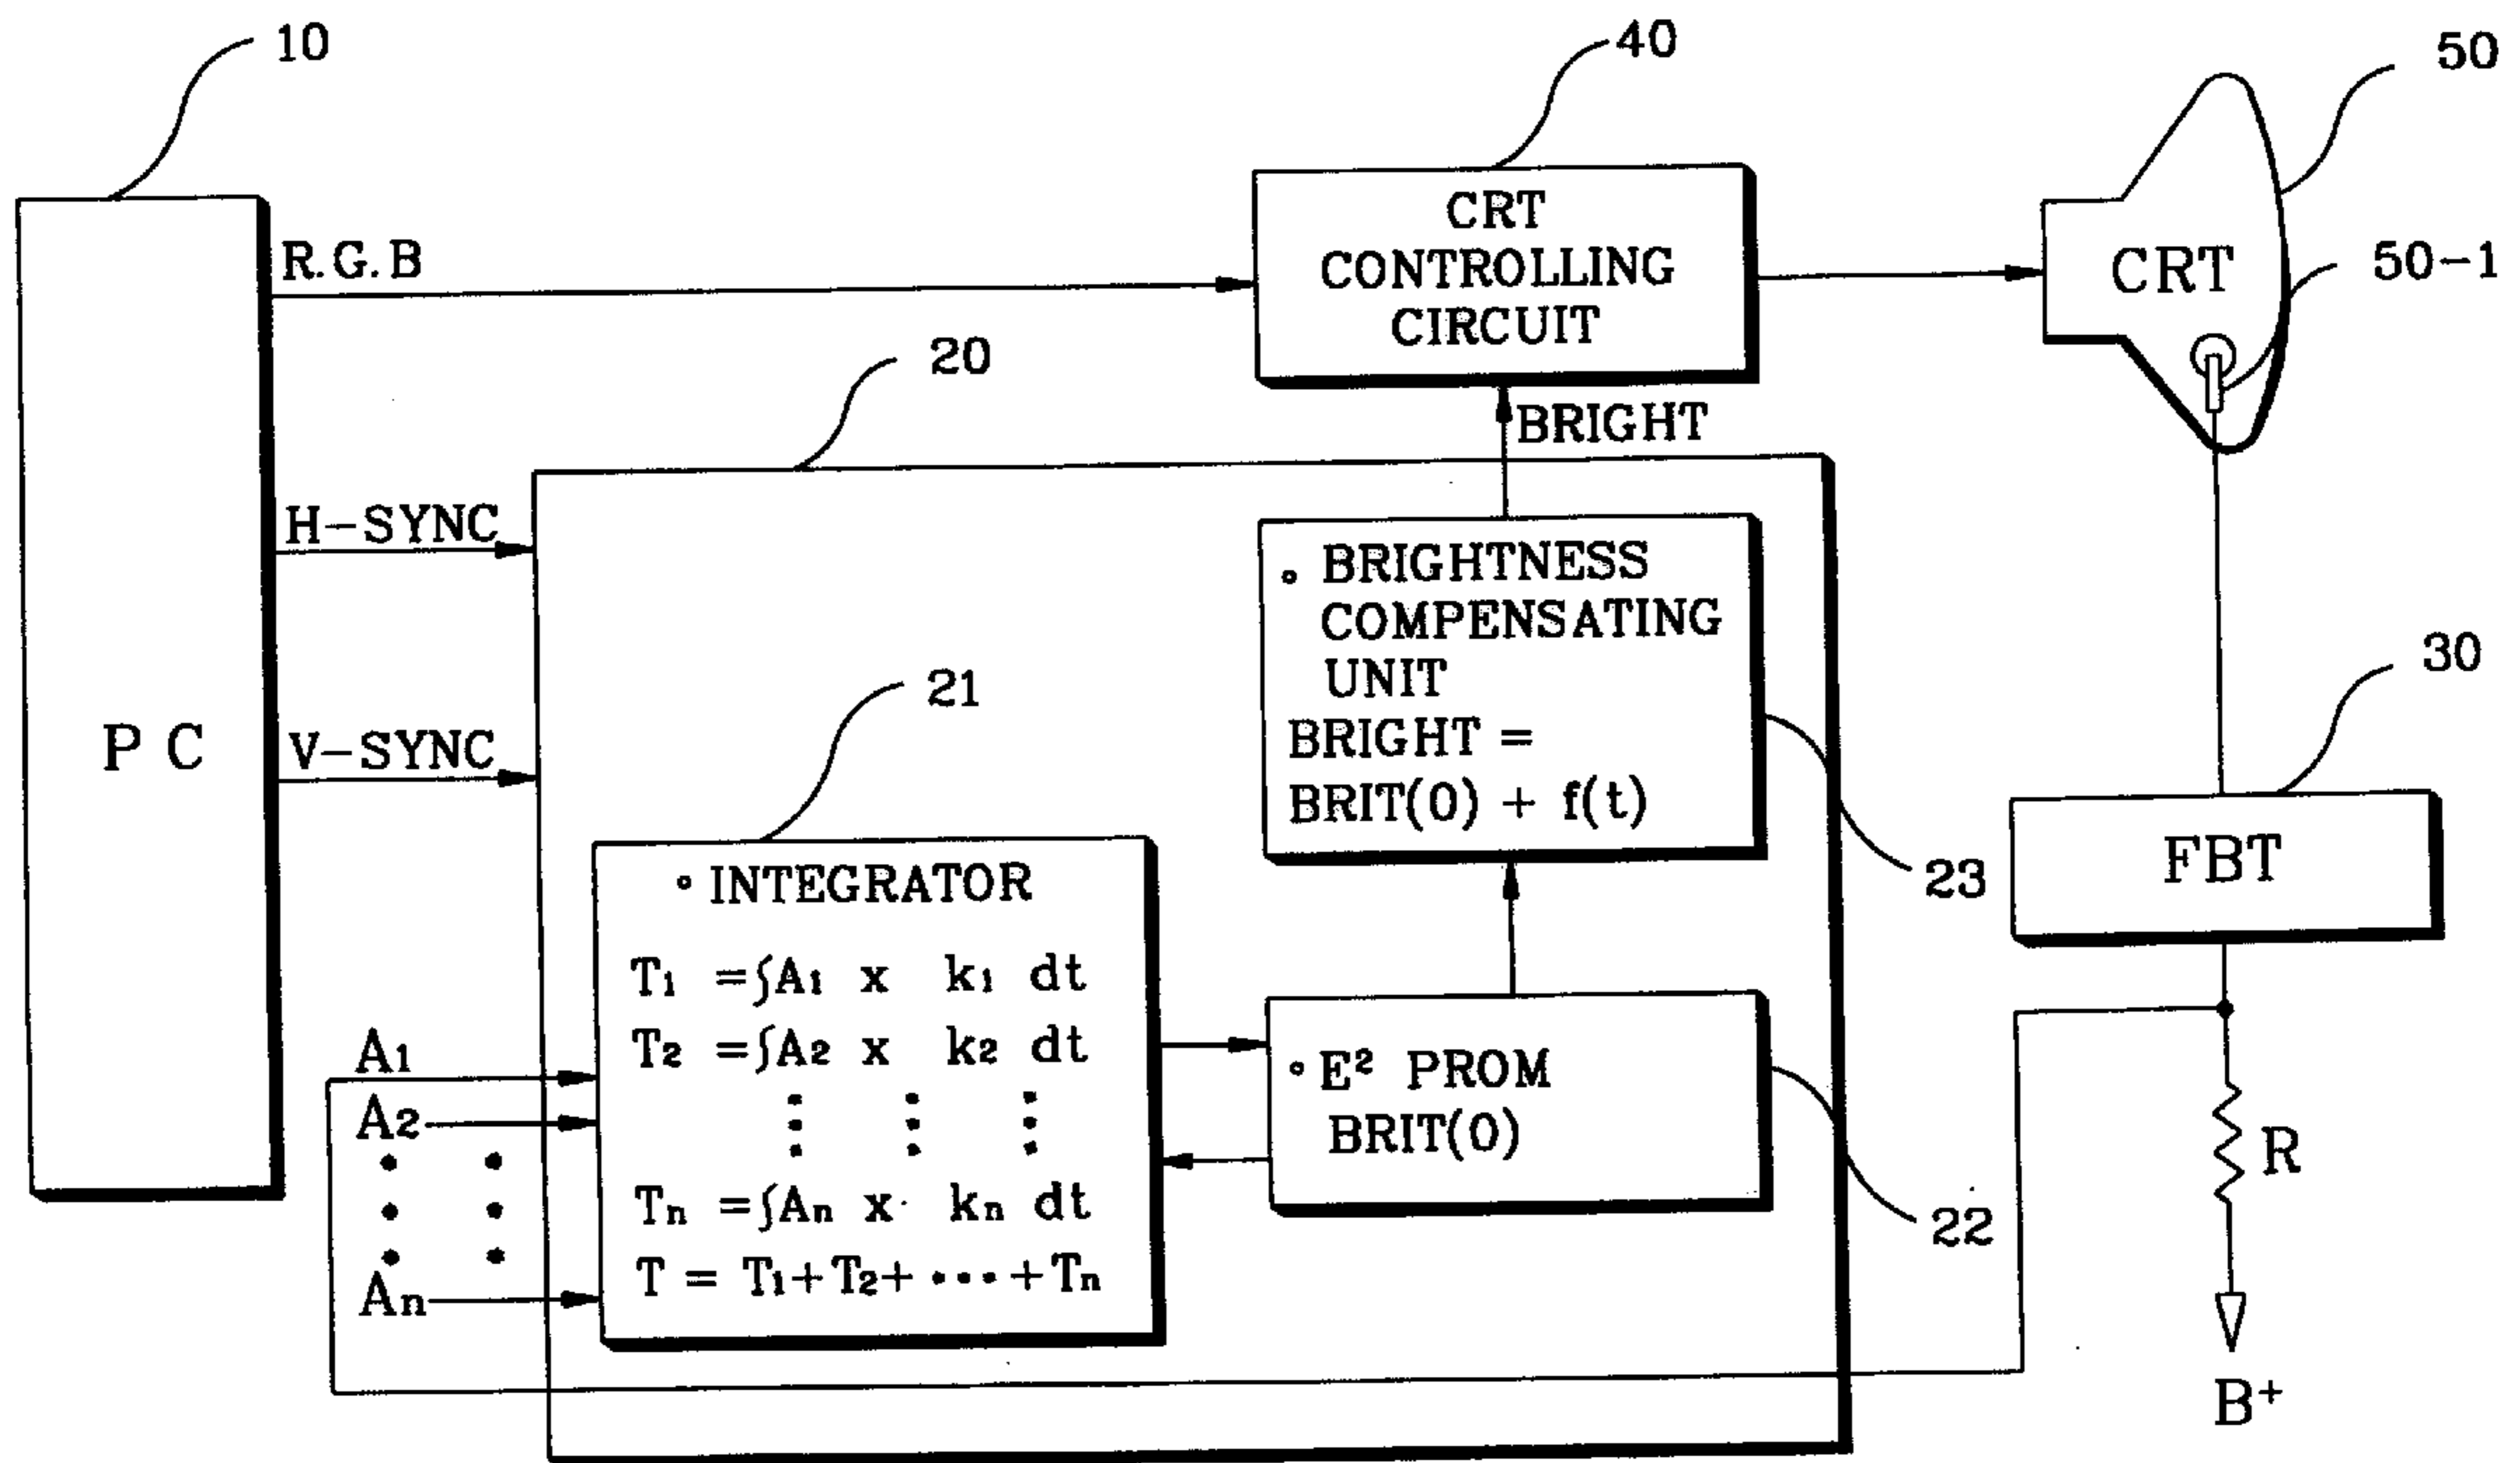 10
40
50
R.G.B
CRT
CONTROLLING
CIRCUIT
CRT
50-1
20
BRIGHT
H-SYNC
° BRIGHTNESS
COMPENSATING
UNIT
BRIGHT =
BRIT(0) + f(t)
30
21
P C
V-SYNC
FBT
23
° INTEGRATOR
T₁ =∫A₁ x k₁ dt
T₂ =∫A₂ x k₂ dt
Tₙ =∫Aₙ x kₙ dt
T = T₁+T₂+ ••• +Tₙ
A₁
A₂
Aₙ
° E² PROM
BRIT(0)
R
22
B⁺